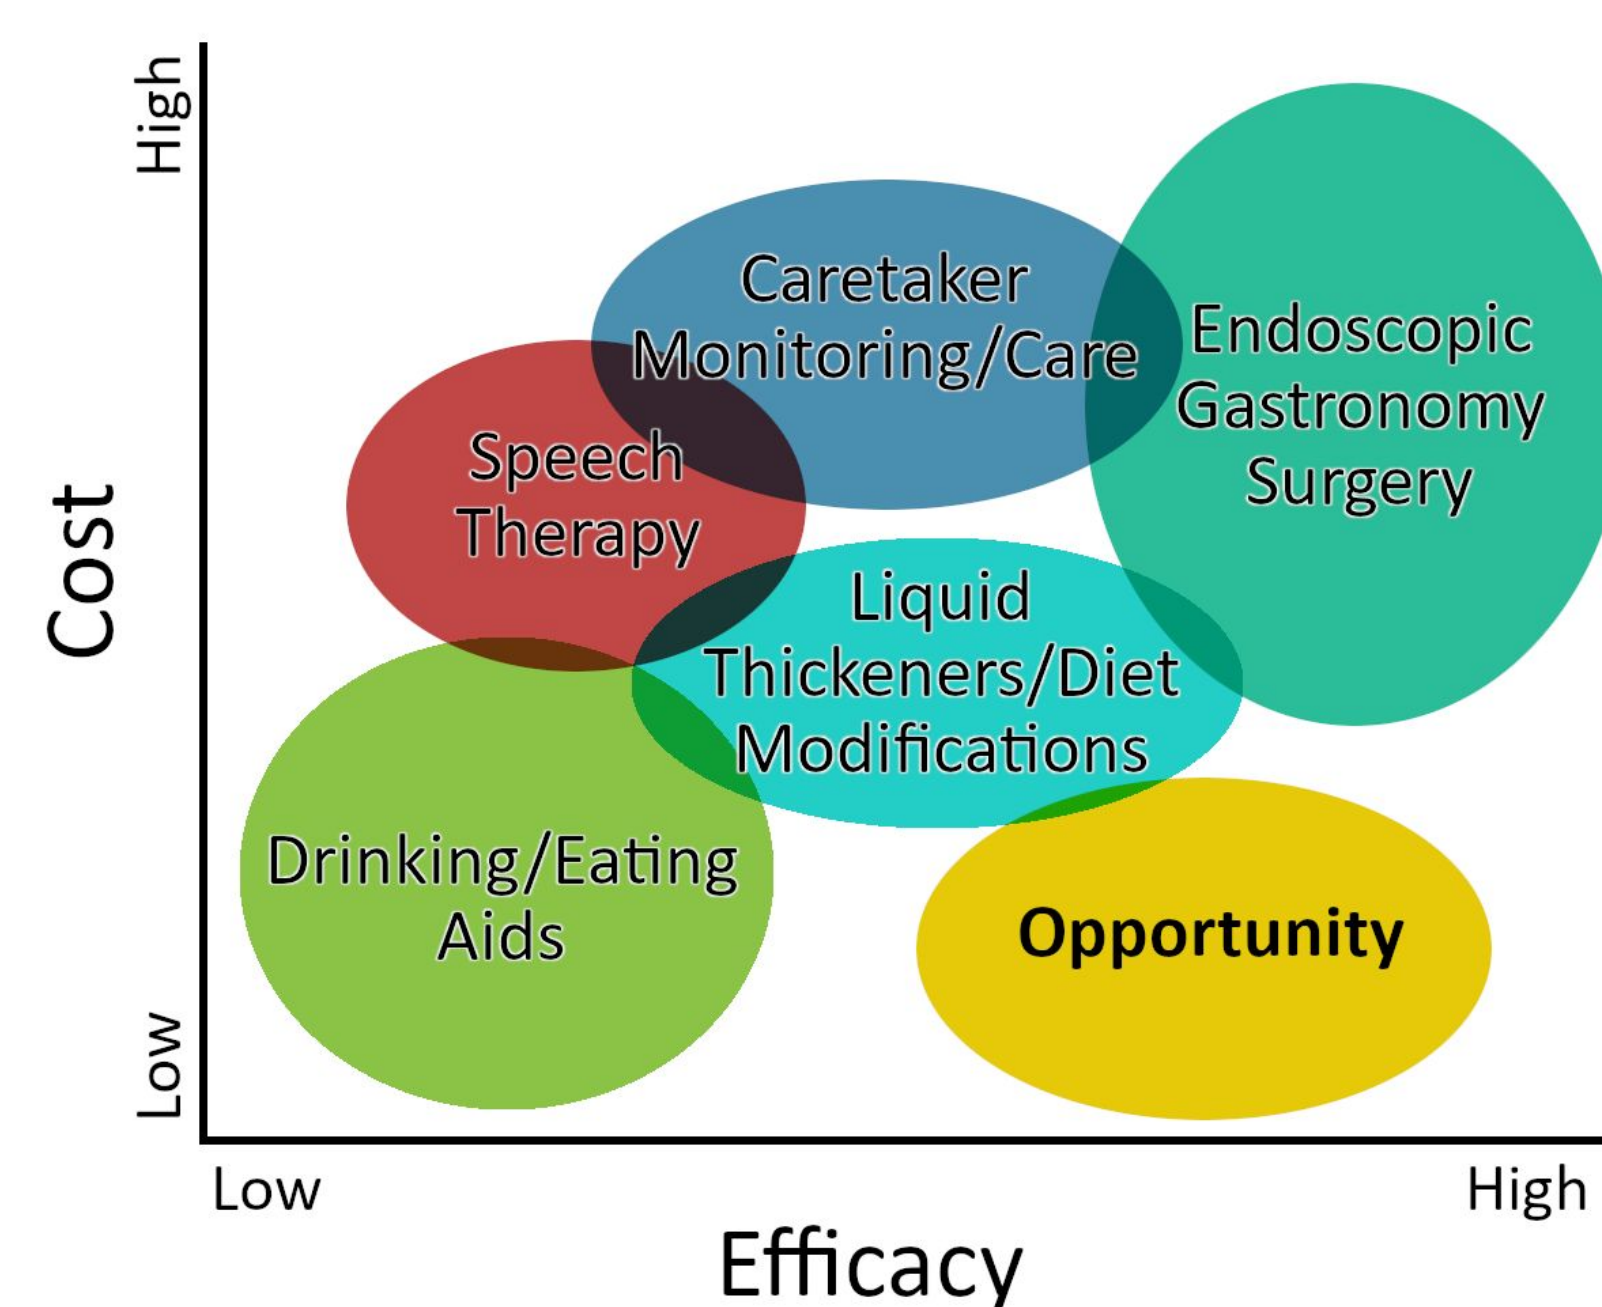 High
Caretaker
Monitoring/Care
Endoscopic
Gastronomy
Surgery
Speech
Therapy
Cost
Liquid
Thickeners/Diet
Modifications
Drinking/Eating
Aids
Opportunity
Low
Low
High
Efficacy